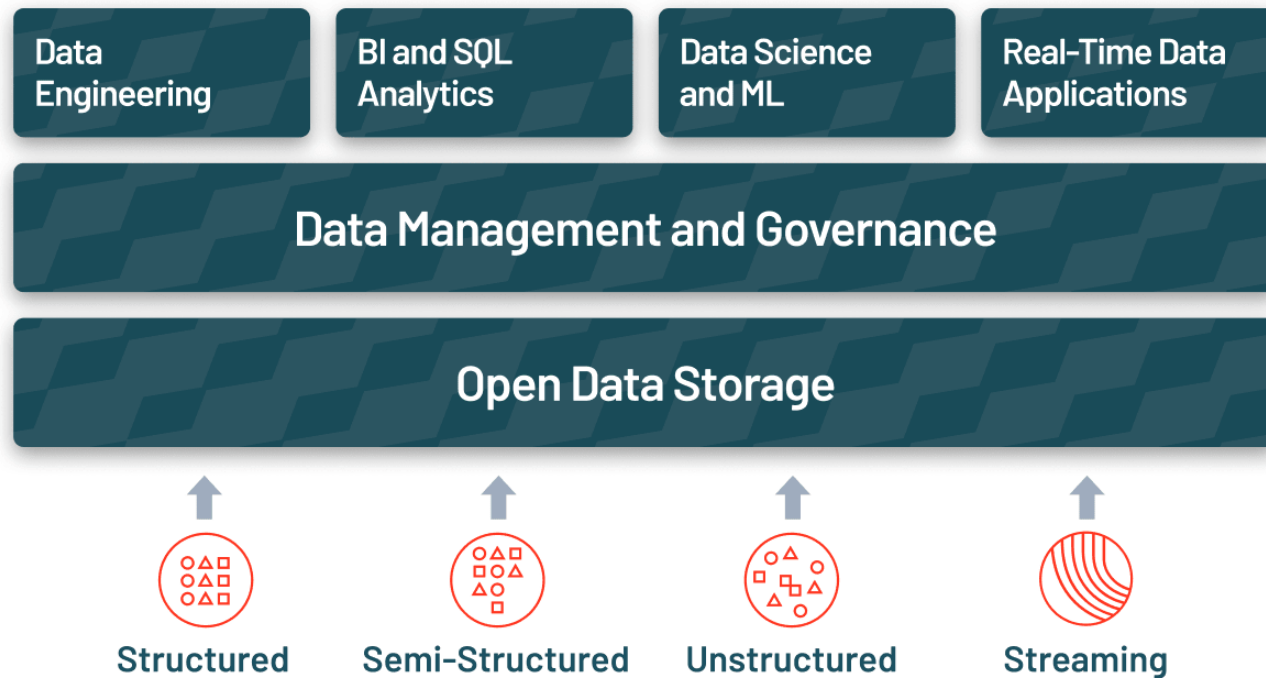 Data
Engineering
BI and SQL
Analytics
Data Science
and ML
Real-Time Data
Applications
Data Management and Governance
Open Data Storage
Structured
Semi-Structured
Unstructured
Streaming